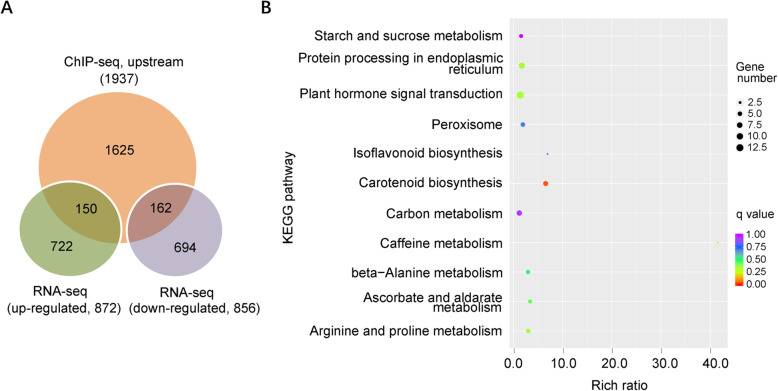 A
ChIP-seq, upstream
(1937)
1625
150
162
722
694
RNA-seq
(up-regulated, 872)
RNA-seq
(down-regulated, 856)
B
KEGG pathway
Starch and sucrose metabolism
Protein processing in endoplasmic
reticulum
Plant hormone signal transduction
Peroxisome
Isoflavonoid biosynthesis
Carotenoid biosynthesis
Carbon metabolism
Caffeine metabolism
beta−Alanine metabolism
Ascorbate and aldarate
metabolism
Arginine and proline metabolism
0.0
10.0
20.0
30.0
40.0
Rich ratio
Gene
number
2.5
5.0
7.5
10.0
12.5
q value
1.00
0.75
0.50
0.25
0.00